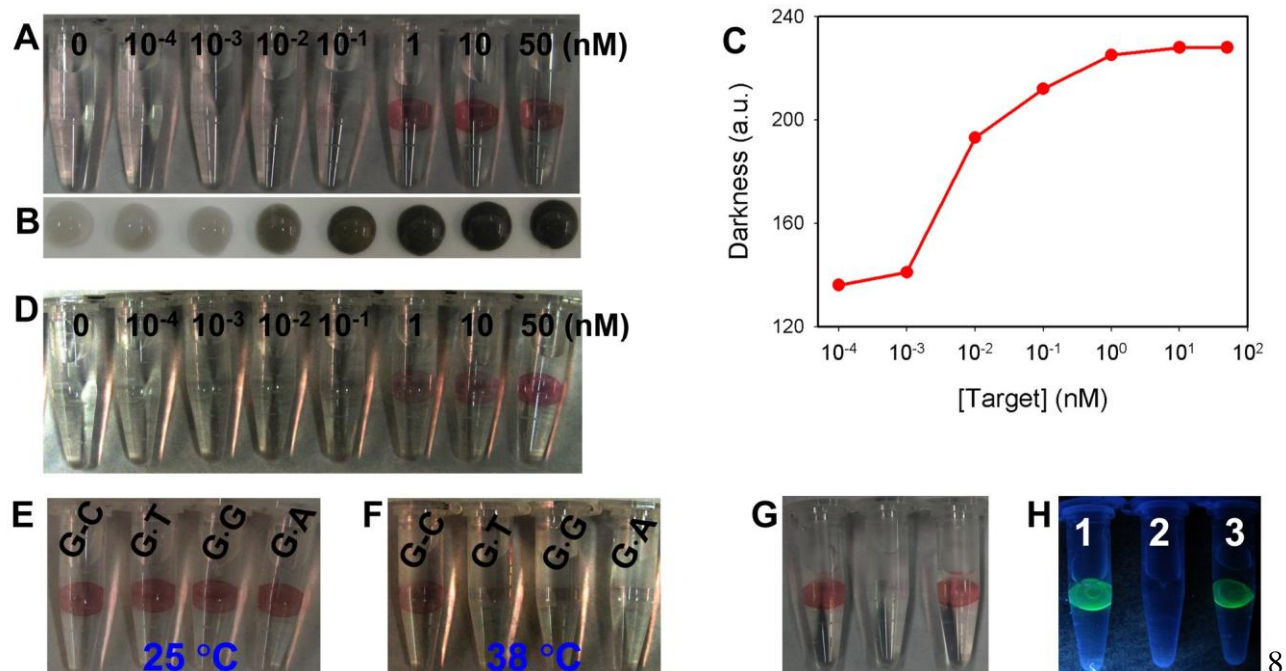 A
0 10⁻⁴ 10⁻³ 10⁻² 10⁻¹ 1 10 50 (nM)
B
C
240
200
160
120
Darkness (a.u.)
10⁻⁴ 10⁻³ 10⁻² 10⁻¹ 10⁰ 10¹ 10²
[Target] (nM)
D
0 10⁻⁴ 10⁻³ 10⁻² 10⁻¹ 1 10 50 (nM)
E
G-C G·T G·G G·A
25 °C
F
G-C G·T G·G G·A
38 °C
G
H
1 2 3
8